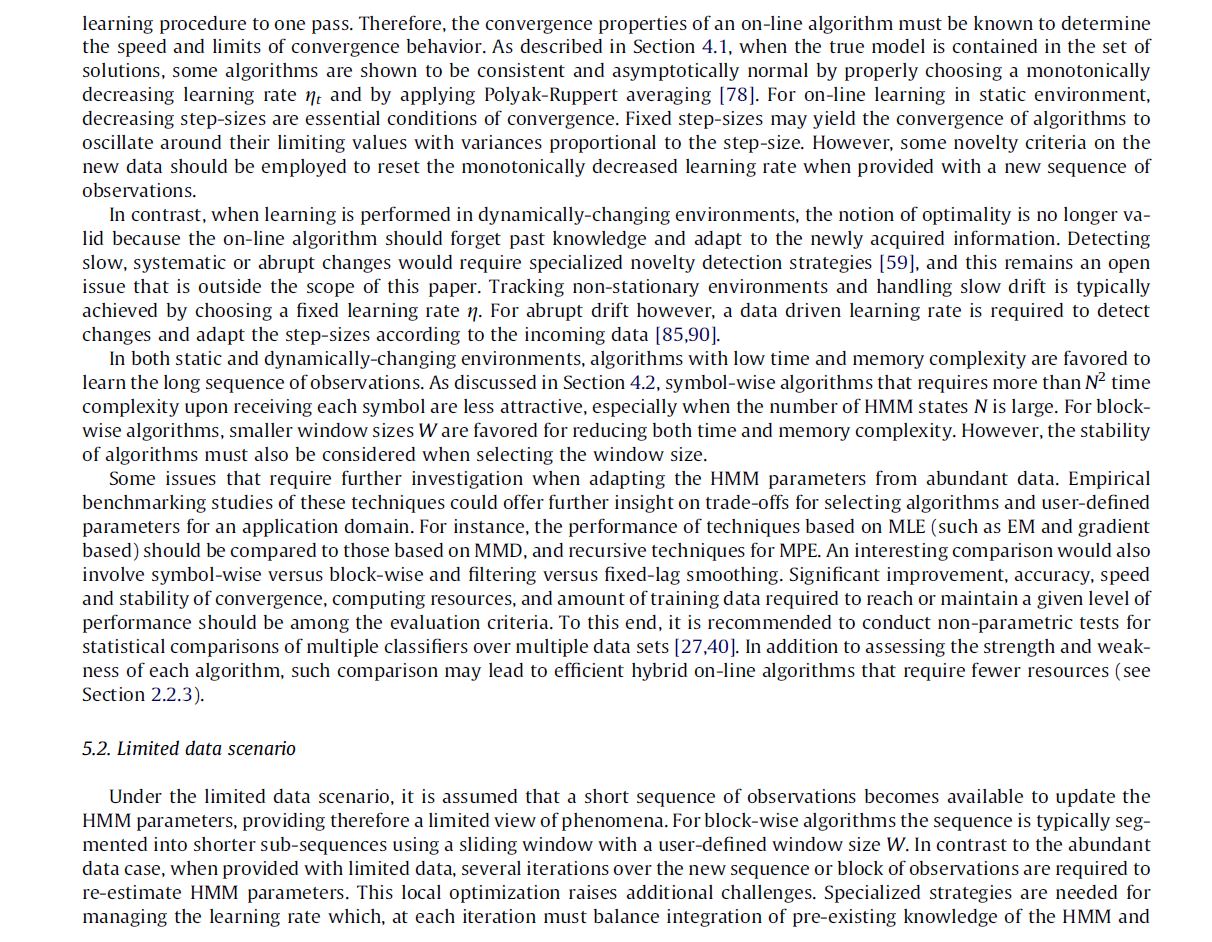 learning procedure to one pass. Therefore, the convergence properties of an on-line algorithm must be known to determine
the speed and limits of convergence behavior. As described in Section 4.1, when the true model is contained in the set of
solutions, some algorithms are shown to be consistent and asymptotically normal by properly choosing a monotonically
decreasing learning rate ηt and by applying Polyak-Ruppert averaging [78]. For on-line learning in static environment,
decreasing step-sizes are essential conditions of convergence. Fixed step-sizes may yield the convergence of algorithms to
oscillate around their limiting values with variances proportional to the step-size. However, some novelty criteria on the
new data should be employed to reset the monotonically decreased learning rate when provided with a new sequence of
observations.
In contrast, when learning is performed in dynamically-changing environments, the notion of optimality is no longer va-
lid because the on-line algorithm should forget past knowledge and adapt to the newly acquired information. Detecting
slow, systematic or abrupt changes would require specialized novelty detection strategies [59], and this remains an open
issue that is outside the scope of this paper. Tracking non-stationary environments and handling slow drift is typically
achieved by choosing a fixed learning rate η. For abrupt drift however, a data driven learning rate is required to detect
changes and adapt the step-sizes according to the incoming data [85,90].
In both static and dynamically-changing environments, algorithms with low time and memory complexity are favored to
learn the long sequence of observations. As discussed in Section 4.2, symbol-wise algorithms that requires more than N² time
complexity upon receiving each symbol are less attractive, especially when the number of HMM states N is large. For block-
wise algorithms, smaller window sizes W are favored for reducing both time and memory complexity. However, the stability
of algorithms must also be considered when selecting the window size.
Some issues that require further investigation when adapting the HMM parameters from abundant data. Empirical
benchmarking studies of these techniques could offer further insight on trade-offs for selecting algorithms and user-defined
parameters for an application domain. For instance, the performance of techniques based on MLE (such as EM and gradient
based) should be compared to those based on MMD, and recursive techniques for MPE. An interesting comparison would also
involve symbol-wise versus block-wise and filtering versus fixed-lag smoothing. Significant improvement, accuracy, speed
and stability of convergence, computing resources, and amount of training data required to reach or maintain a given level of
performance should be among the evaluation criteria. To this end, it is recommended to conduct non-parametric tests for
statistical comparisons of multiple classifiers over multiple data sets [27,40]. In addition to assessing the strength and weak-
ness of each algorithm, such comparison may lead to efficient hybrid on-line algorithms that require fewer resources (see
Section 2.2.3).
5.2. Limited data scenario
Under the limited data scenario, it is assumed that a short sequence of observations becomes available to update the
HMM parameters, providing therefore a limited view of phenomena. For block-wise algorithms the sequence is typically seg-
mented into shorter sub-sequences using a sliding window with a user-defined window size W. In contrast to the abundant
data case, when provided with limited data, several iterations over the new sequence or block of observations are required to
re-estimate HMM parameters. This local optimization raises additional challenges. Specialized strategies are needed for
managing the learning rate which, at each iteration must balance integration of pre-existing knowledge of the HMM and